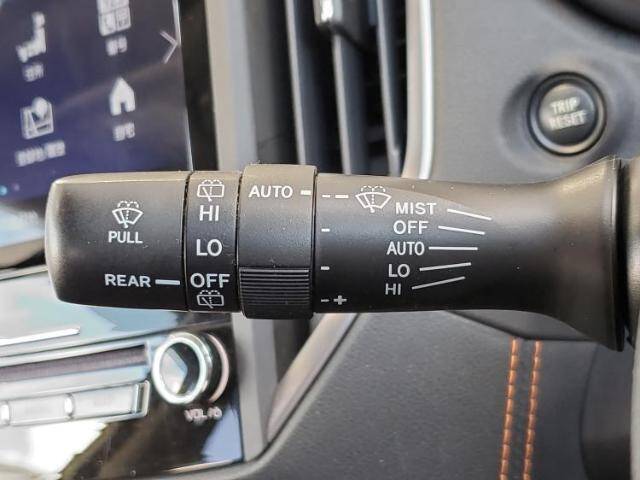 TRIP
RESET
PULL
REAR
HI
LO
OFF
AUTO
--
-
-
-+
MIST
OFF
AUTO
LO
HI
VOL/